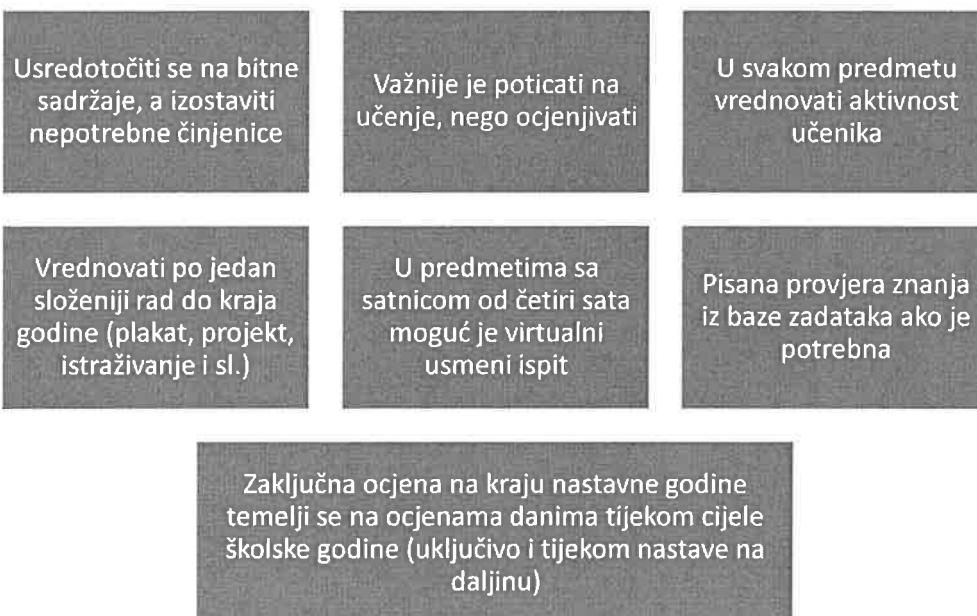 Usredotočiti se na bitne
sadržaje, a izostaviti
nepotrebne činjenice
Važnije je poticati na
učenje, nego ocjenjivati
U svakom predmetu
vrednovati aktivnost
učenika
Vrednovati po jedan
složeniji rad do kraja
godine (plakat, projekt,
istraživanje i sl.)
U predmetima sa
satnicom od četiri sata
moguć je virtualni
usmeni ispit
Pisana provjera znanja
iz baze zadataka ako je
potrebna
Zaključna ocjena na kraju nastavne godine
temelji se na ocjenama danima tijekom cijele
školske godine (uključivo i tijekom nastave na
daljinu)